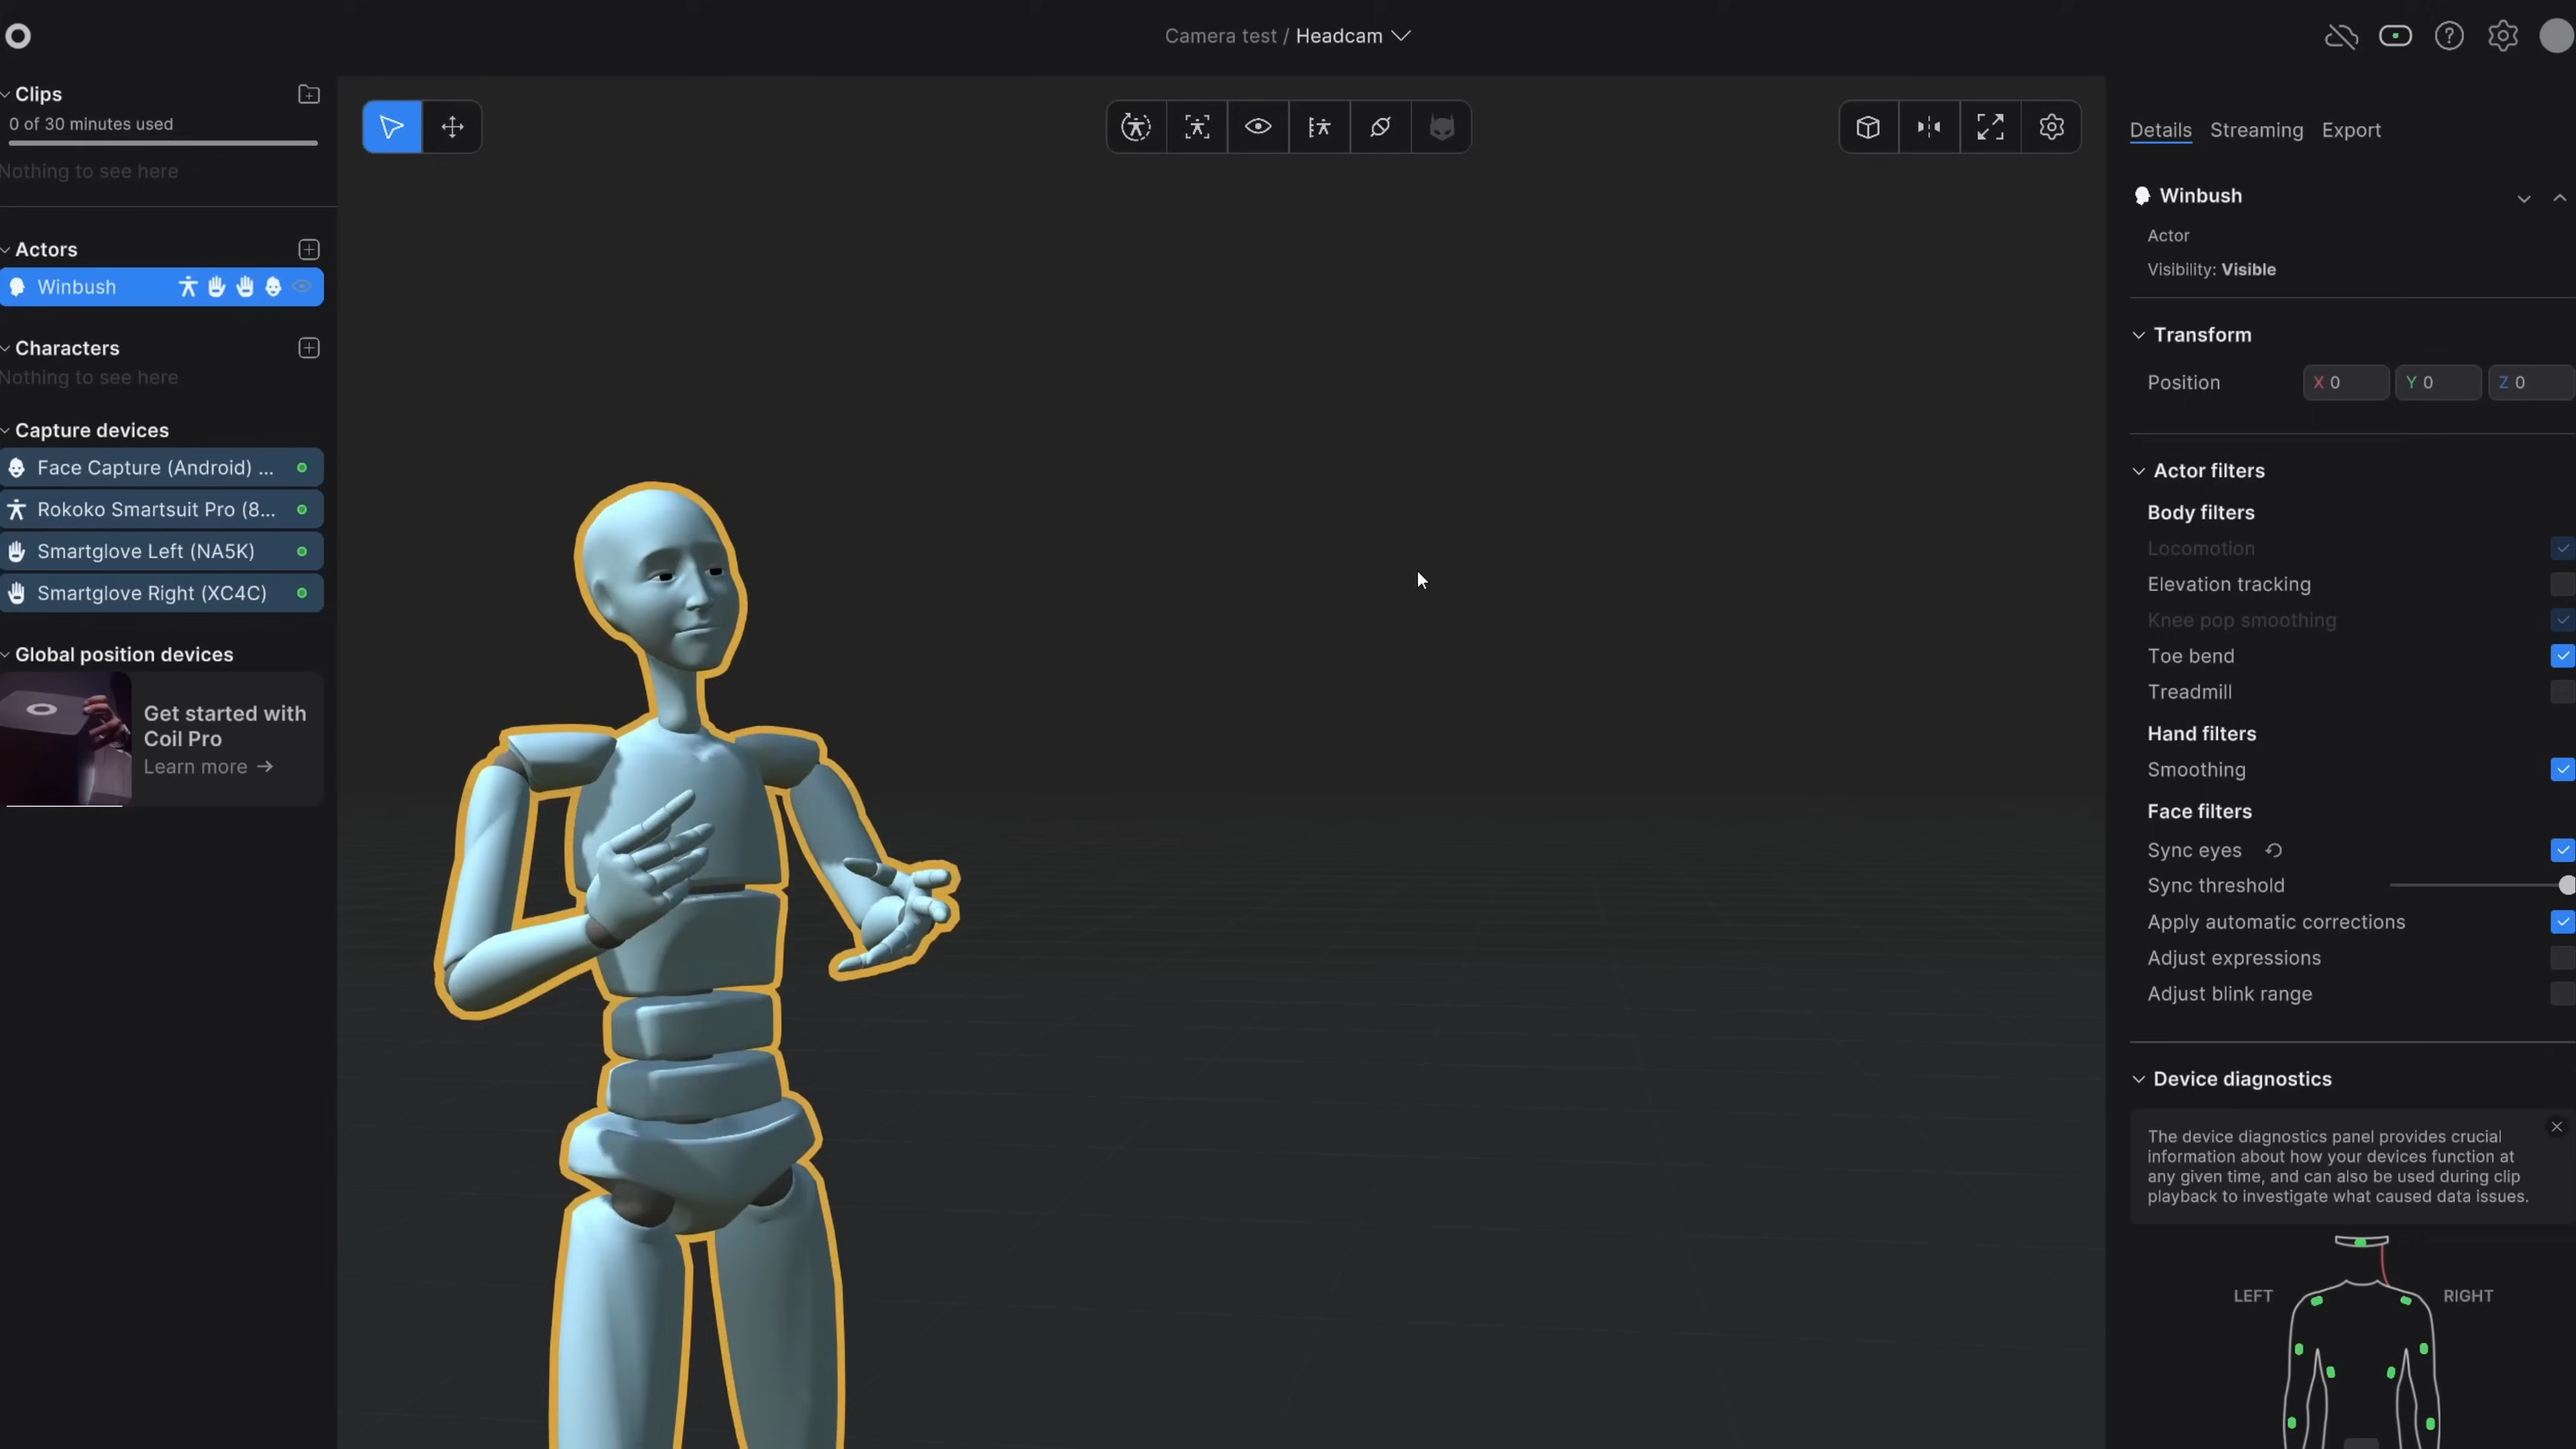 Camera test / Headcam
Clips
0 of 30 minutes used
Nothing to see here
Actors
Winbush
Characters
Nothing to see here
Capture devices
Face Capture (Android) ...
Rokoko Smartsuit Pro (8...
Smartglove Left (NA5K)
Smartglove Right (XC4C)
Global position devices
Get started with
Coil Pro
Learn more →
Details Streaming Export
Winbush
Actor
Visibility: Visible
Transform
Position X 0 Y 0 Z 0
Actor filters
Body filters
Locomotion
Elevation tracking
Knee pop smoothing
Toe bend
Treadmill
Hand filters
Smoothing
Face filters
Sync eyes
Sync threshold
Apply automatic corrections
Adjust expressions
Adjust blink range
Device diagnostics
The device diagnostics panel provides crucial
information about how your devices function at
any given time, and can also be used during clip
playback to investigate what caused data issues.
LEFT RIGHT